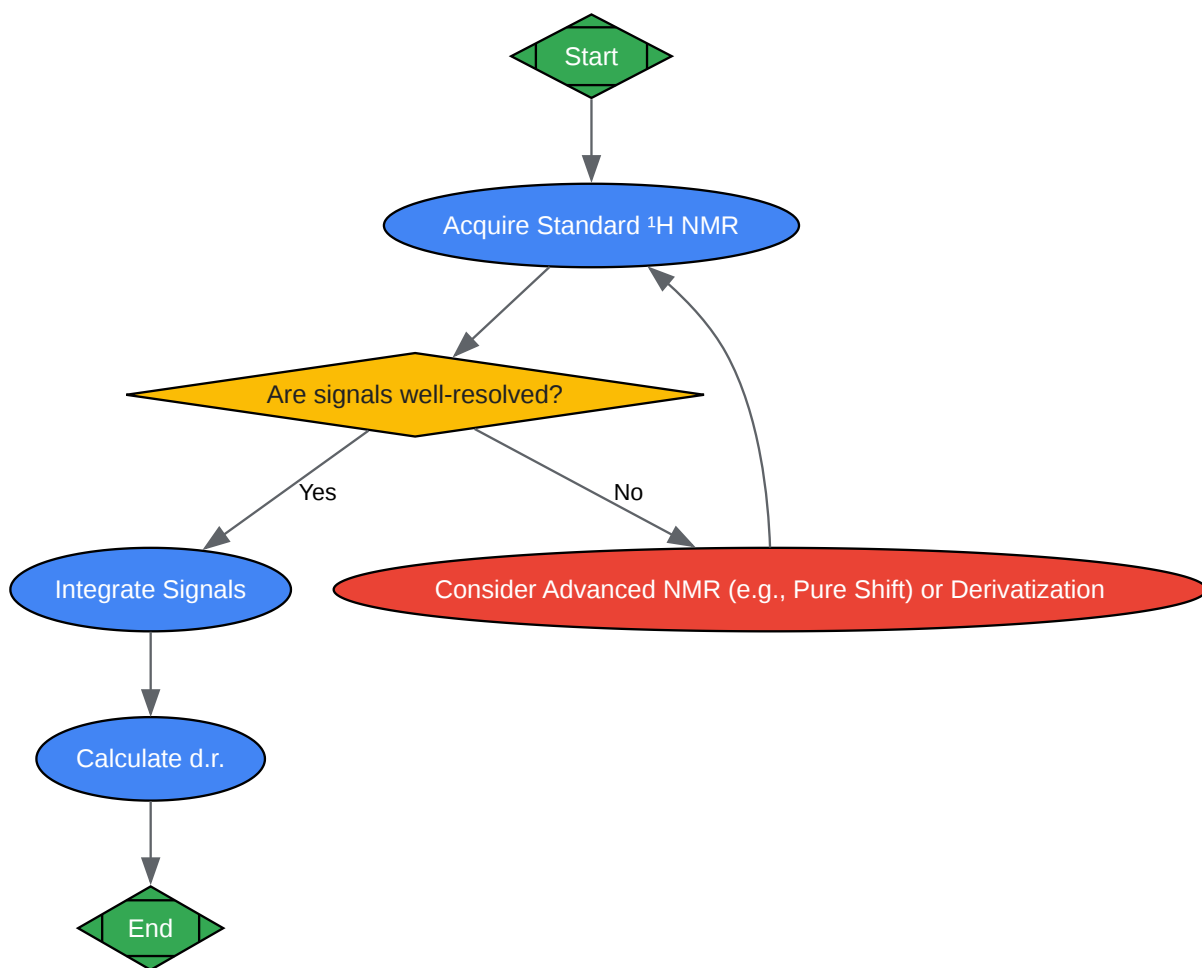 Start
Acquire Standard ¹H NMR
Are signals well-resolved?
Yes
No
Integrate Signals
Consider Advanced NMR (e.g., Pure Shift) or Derivatization
Calculate d.r.
End